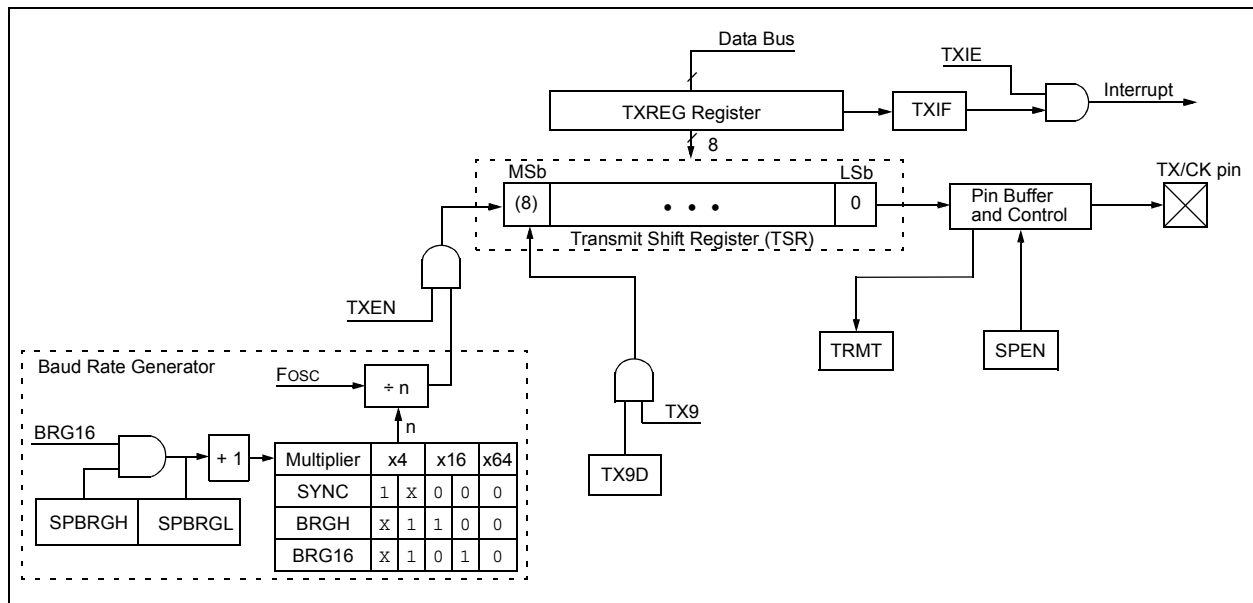 Data Bus
TXIE
Interrupt
TXREG Register
TXIF
8
MSb
LSb
TX/CK pin
(8)
• • •
0
Pin Buffer
and Control
Transmit Shift Register (TSR)
TXEN
TRMT
SPEN
Baud Rate Generator
FOSC
÷ n
TX9
n
BRG16
+ 1
Multiplier x4 x16 x64
TX9D
SYNC 1 X 0 0 0
SPBRGH SPBRGL
BRGH X 1 1 0 0
BRG16 X 1 0 1 0